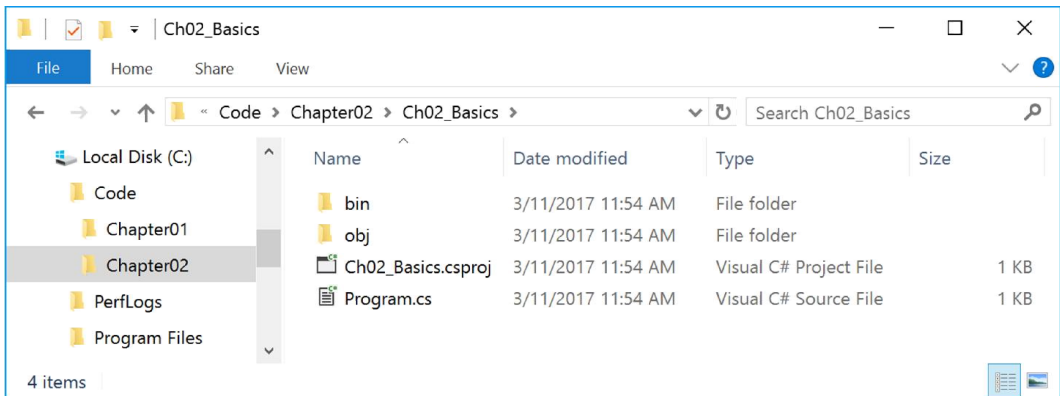 Ch02_Basics
File Home Share View
« Code > Chapter02 > Ch02_Basics > Search Ch02_Basics
Local Disk (C:)
Code
Chapter01
Chapter02
PerfLogs
Program Files
Name Date modified Type Size
bin 3/11/2017 11:54 AM File folder
obj 3/11/2017 11:54 AM File folder
Ch02_Basics.csproj 3/11/2017 11:54 AM Visual C# Project File 1 KB
Program.cs 3/11/2017 11:54 AM Visual C# Source File 1 KB
4 items